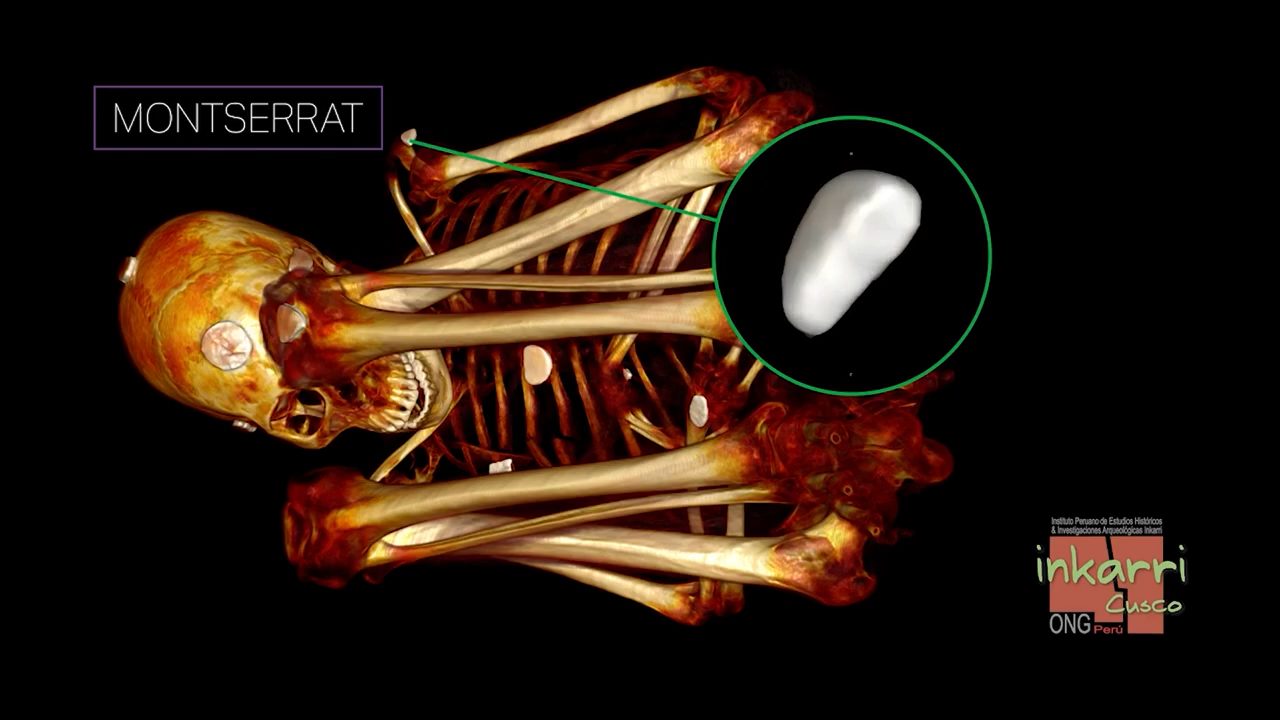 MONTSERRAT
Instituto Peruano de Estudios Históricos
& Investigaciones Arqueológicas Inkarri
inkarri
Cusco
ONG Perú